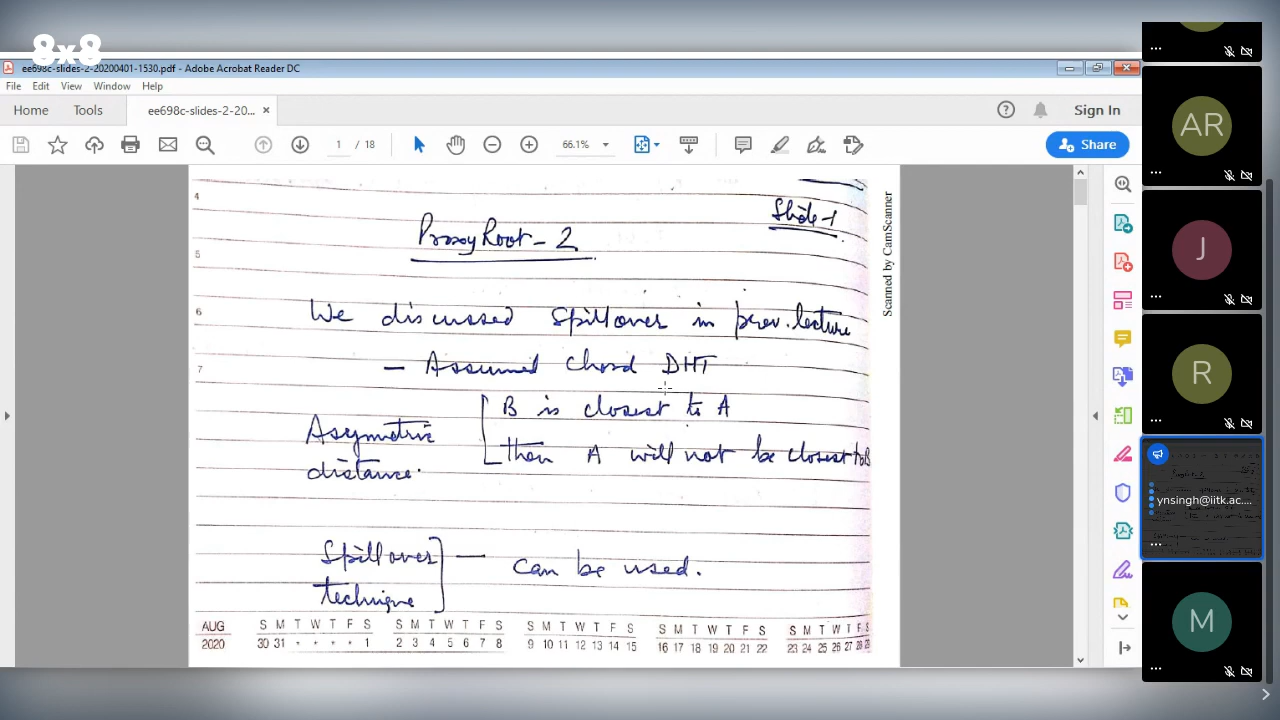 8x8
ee698c-slides-2-20200401-1530.pdf - Adobe Acrobat Reader DC
File Edit View Window Help
Home Tools ee698c-slides-2-20... × Sign In
1 / 18 66.1% Share
4
Slide-1
Proxy Root - 2
5
6
We discussed Spillover in prev. lecture
7
- Assumed Chord DHT
B is closest to A
Asymetric
then A will not be closest to B
distance.
Spillover — can be used.
technique
AUG S M T W T F S S M T W T F S S M T W T F S S M T W T F S S M T W T F S
2020 30 31 * * * * 1 2 3 4 5 6 7 8 9 10 11 12 13 14 15 16 17 18 19 20 21 22 23 24 25 26 27 28 29
Scanned by CamScanner
AR
J
R
ynsingh@iitk.ac....
M